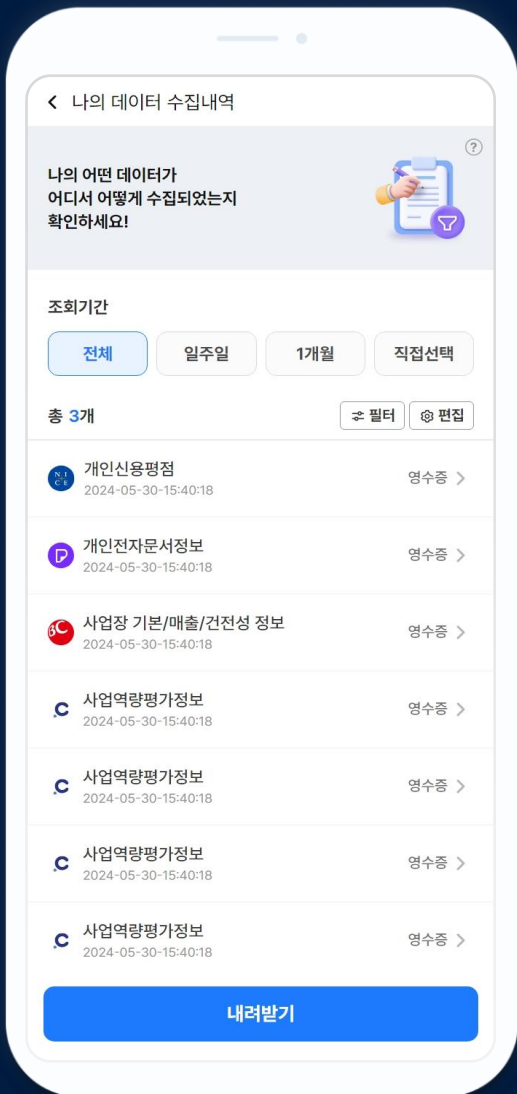 나의 데이터 수집내역
?
나의 어떤 데이터가
어디서 어떻게 수집되었는지
확인하세요!
조회기간
전체 일주일 1개월 직접선택
총 3개 필터 편집
NICE 개인신용평점 영수증
2024-05-30-15:40:18
개인전자문서정보 영수증
2024-05-30-15:40:18
BC 사업장 기본/매출/건전성 정보 영수증
2024-05-30-15:40:18
C 사업역량평가정보 영수증
2024-05-30-15:40:18
C 사업역량평가정보 영수증
2024-05-30-15:40:18
C 사업역량평가정보 영수증
2024-05-30-15:40:18
C 사업역량평가정보 영수증
2024-05-30-15:40:18
내려받기